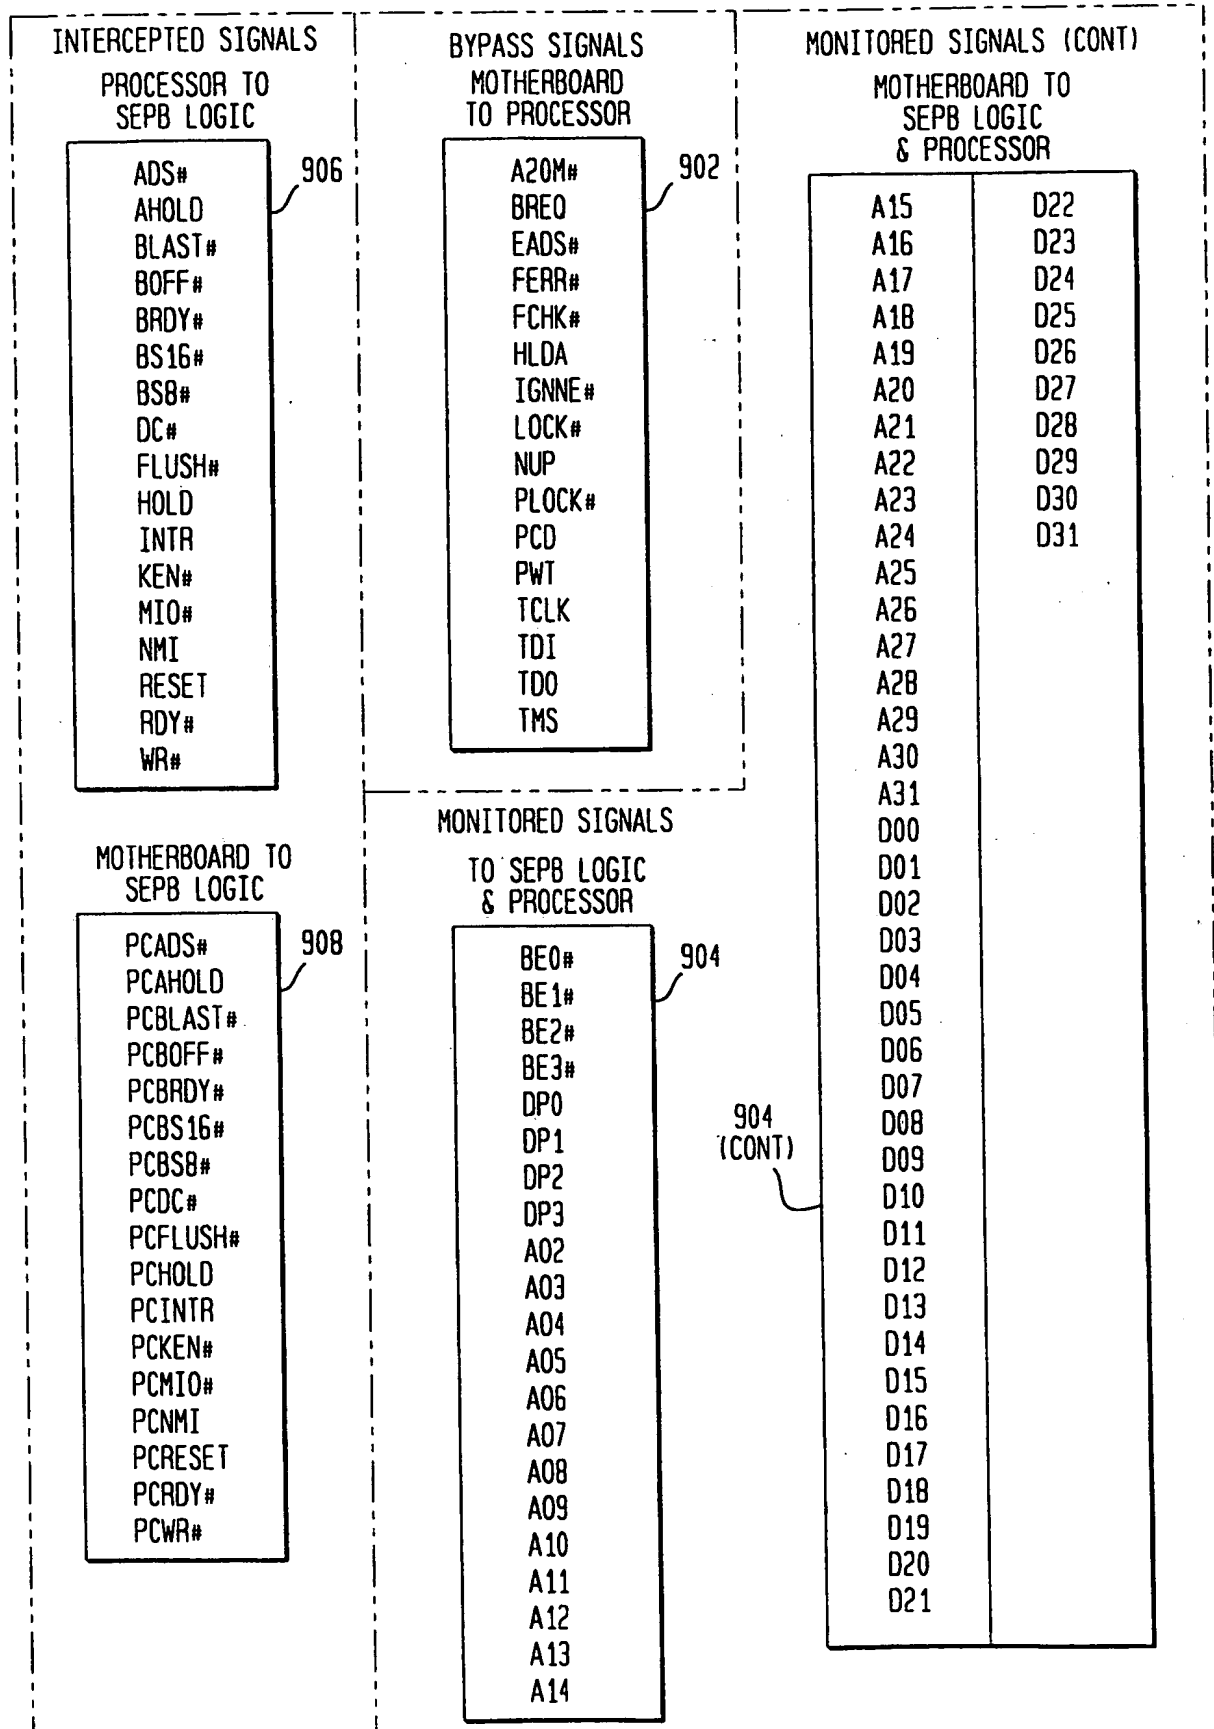 INTERCEPTED SIGNALS
PROCESSOR TO
SEPB LOGIC
906
ADS#
AHOLD
BLAST#
BOFF#
BRDY#
BS16#
BS8#
DC#
FLUSH#
HOLD
INTR
KEN#
MIO#
NMI
RESET
RDY#
WR#
MOTHERBOARD TO
SEPB LOGIC
908
PCADS#
PCAHOLD
PCBLAST#
PCBOFF#
PCBRDY#
PCBS16#
PCBS8#
PCDC#
PCFLUSH#
PCHOLD
PCINTR
PCKEN#
PCMIO#
PCNMI
PCRESET
PCRDY#
PCWR#
BYPASS SIGNALS
MOTHERBOARD
TO PROCESSOR
902
A20M#
BREQ
EADS#
FERR#
FCHK#
HLDA
IGNNE#
LOCK#
NUP
PLOCK#
PCD
PWT
TCLK
TDI
TDO
TMS
MONITORED SIGNALS
TO SEPB LOGIC
& PROCESSOR
904
BE0#
BE1#
BE2#
BE3#
DP0
DP1
DP2
DP3
A02
A03
A04
A05
A06
A07
A08
A09
A10
A11
A12
A13
A14
MONITORED SIGNALS (CONT)
MOTHERBOARD TO
SEPB LOGIC
& PROCESSOR
904
(CONT)
A15
A16
A17
A18
A19
A20
A21
A22
A23
A24
A25
A26
A27
A28
A29
A30
A31
D00
D01
D02
D03
D04
D05
D06
D07
D08
D09
D10
D11
D12
D13
D14
D15
D16
D17
D18
D19
D20
D21
D22
D23
D24
D25
D26
D27
D28
D29
D30
D31